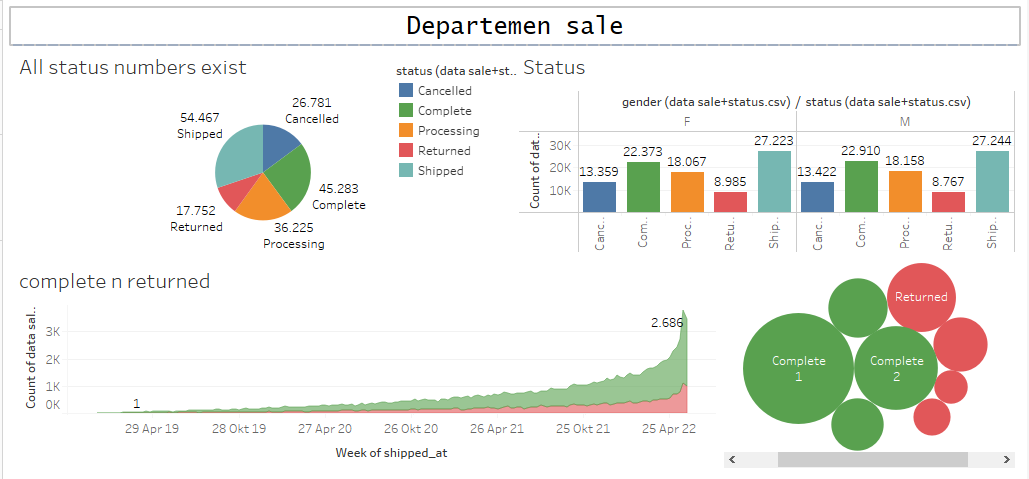 Departemen sale
All status numbers exist
26.781
Cancelled
54.467
Shipped
45.283
Complete
17.752
Returned
36.225
Processing
status (data sale+st..
Cancelled
Complete
Processing
Returned
Shipped
Status
gender (data sale+status.csv) / status (data sale+status.csv)
F
M
Count of dat..
30K
20K
10K
13.359
22.373
18.067
8.985
27.223
13.422
22.910
18.158
8.767
27.244
Canc..
Com..
Proc..
Retu..
Ship..
Canc..
Com..
Proc..
Retu..
Ship..
complete n returned
Count of data sal..
3K
2K
1K
0K
1
2.686
29 Apr 19
28 Okt 19
27 Apr 20
26 Okt 20
26 Apr 21
25 Okt 21
25 Apr 22
Week of shipped_at
Returned
Complete
1
Complete
2